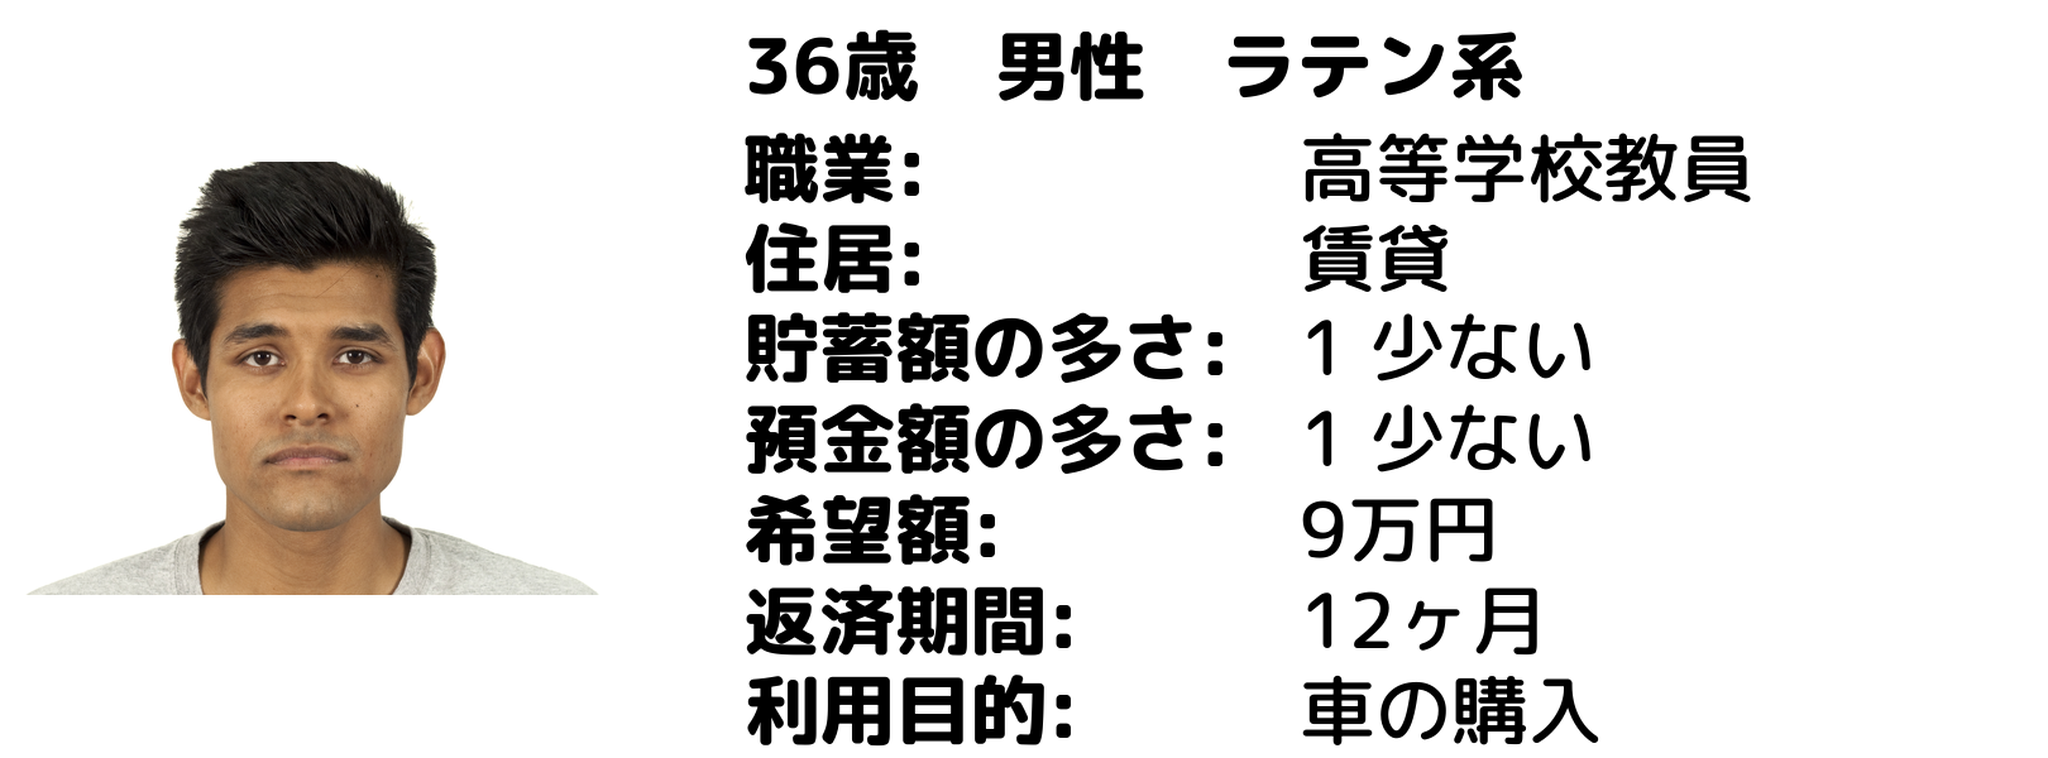 36歳　男性　ラテン系
職業: 高等学校教員
住居: 賃貸
貯蓄額の多さ: 1 少ない
預金額の多さ: 1 少ない
希望額: 9万円
返済期間: 12ヶ月
利用目的: 車の購入